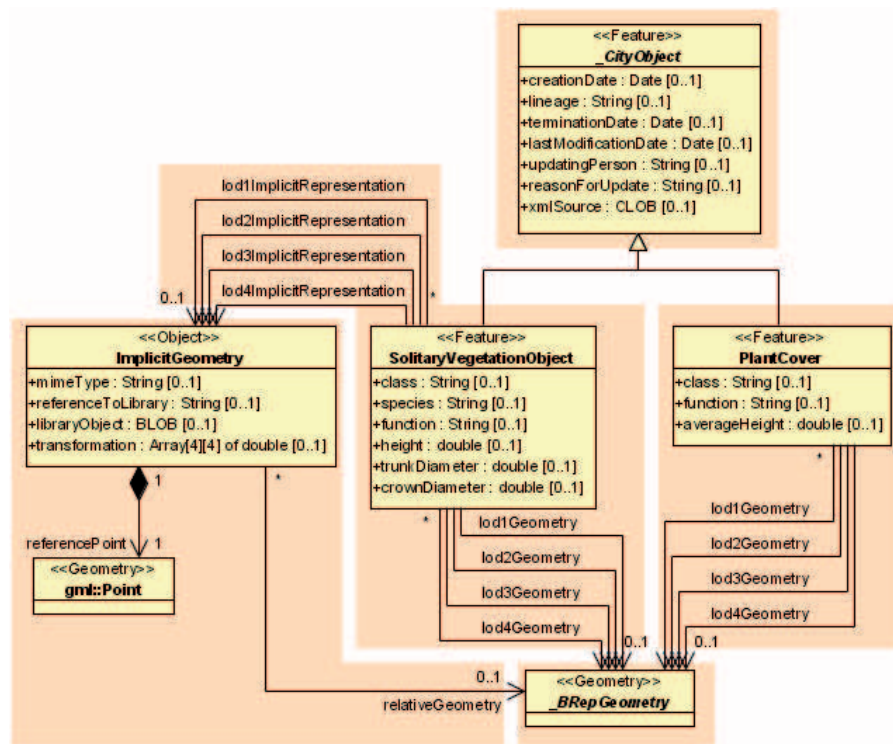 <<Feature>>
_CityObject
+creationDate : Date [0..1]
+lineage : String [0..1]
+terminationDate : Date [0..1]
+lastModificationDate : Date [0..1]
+updatingPerson : String [0..1]
+reasonForUpdate : String [0..1]
+xmlSource : CLOB [0..1]
lod1ImplicitRepresentation
lod2ImplicitRepresentation
lod3ImplicitRepresentation
lod4ImplicitRepresentation
0..1
*
<<Object>>
ImplicitGeometry
+mimeType : String [0..1]
+referenceToLibrary : String [0..1]
+libraryObject : BLOB [0..1]
+transformation : Array[4][4] of double [0..1]
<<Feature>>
SolitaryVegetationObject
+class : String [0..1]
+species : String [0..1]
+function : String [0..1]
+height : double [0..1]
+trunkDiameter : double [0..1]
+crownDiameter : double [0..1]
<<Feature>>
PlantCover
+class : String [0..1]
+function : String [0..1]
+averageHeight : double [0..1]
1
*
*
*
referencePoint
1
<<Geometry>>
gml::Point
lod1Geometry
lod2Geometry
lod3Geometry
lod4Geometry
0..1
lod1Geometry
lod2Geometry
lod3Geometry
lod4Geometry
0..1
0..1
relativeGeometry
<<Geometry>>
_BRepGeometry